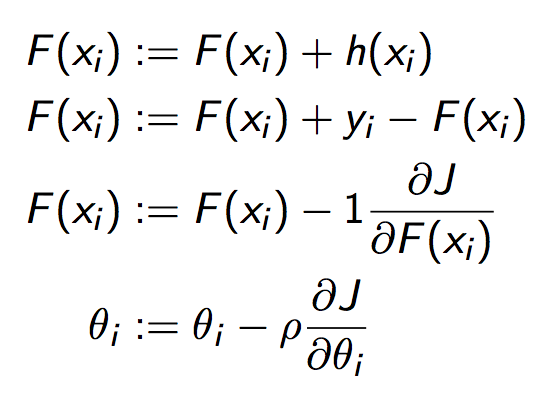 F(xᵢ) := F(xᵢ) + h(xᵢ)
F(xᵢ) := F(xᵢ) + yᵢ − F(xᵢ)
F(xᵢ) := F(xᵢ) − 1 ∂J/∂F(xᵢ)
θᵢ := θᵢ − ρ ∂J/∂θᵢ